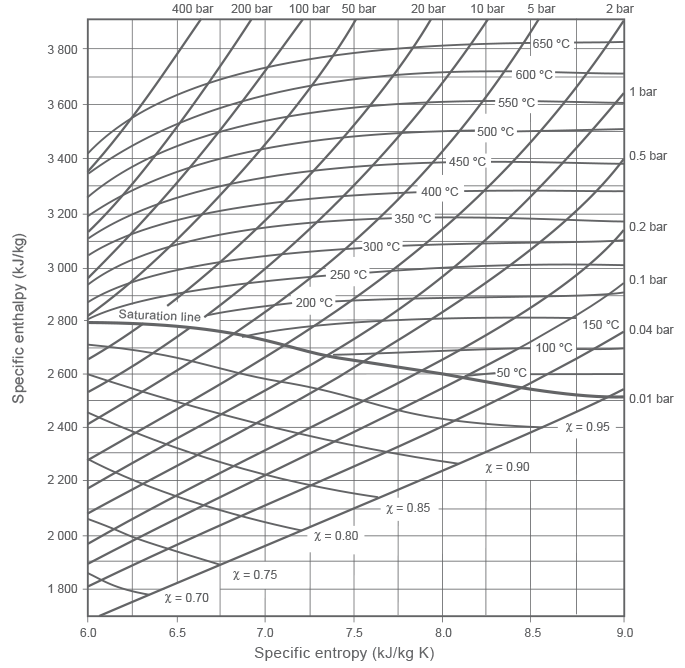 400 bar 200 bar 100 bar 50 bar 20 bar 10 bar 5 bar 2 bar
3 800
650 °C
600 °C
1 bar
3 600
550 °C
500 °C
0.5 bar
3 400
450 °C
400 °C
3 200
350 °C
0.2 bar
300 °C
3 000
250 °C
0.1 bar
200 °C
Saturation line
2 800
150 °C
0.04 bar
100 °C
2 600
50 °C
0.01 bar
2 400
χ = 0.95
χ = 0.90
2 200
χ = 0.85
2 000
χ = 0.80
χ = 0.75
1 800
χ = 0.70
6.0 6.5 7.0 7.5 8.0 8.5 9.0
Specific entropy (kJ/kg K)
Specific enthalpy (kJ/kg)